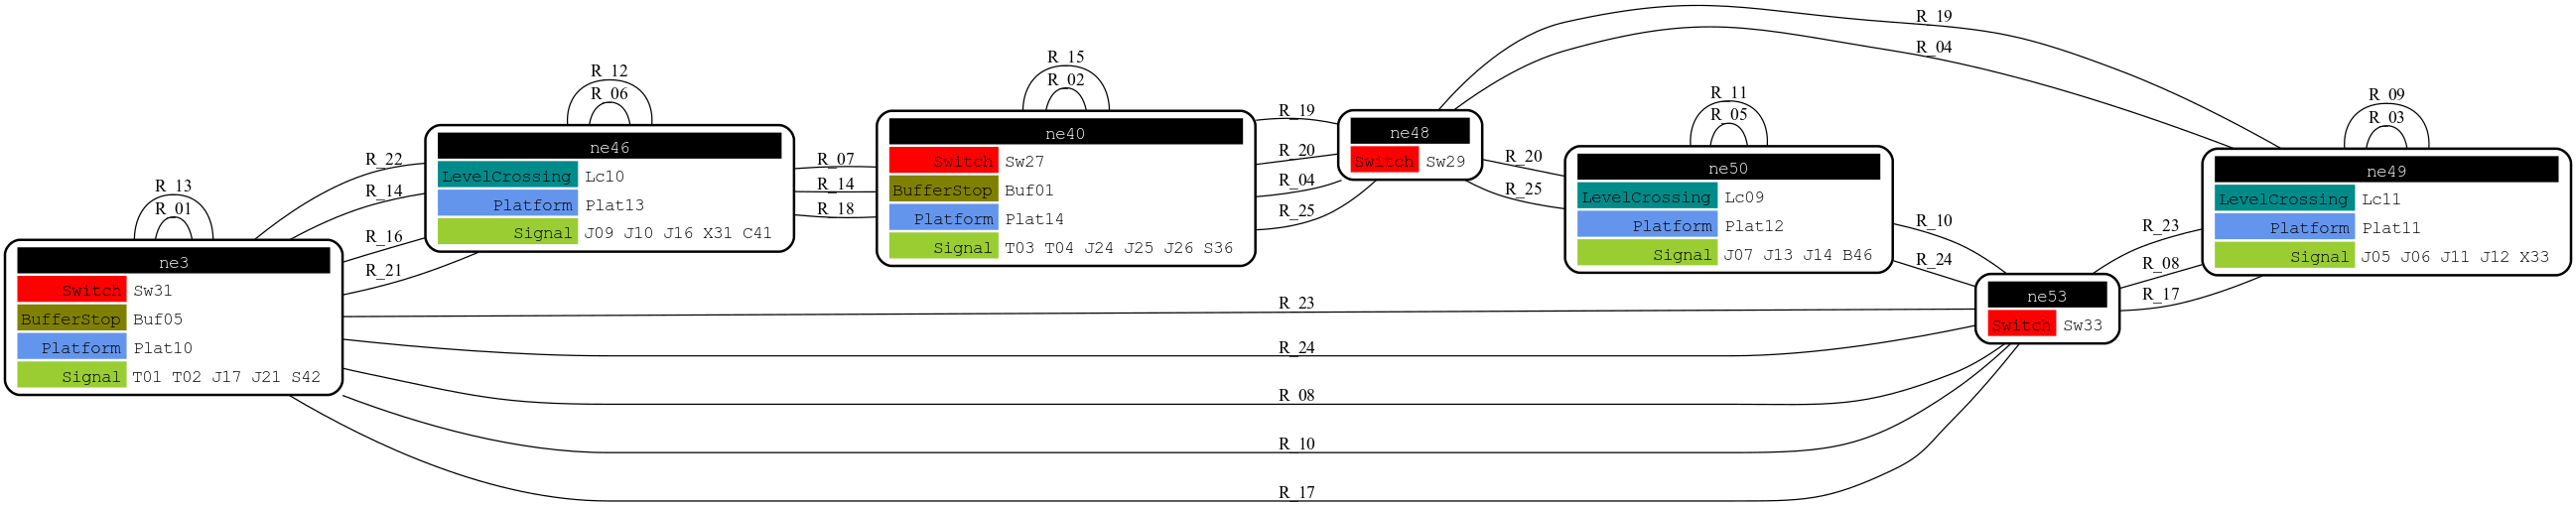 R_19
R_04
R_15
R_02
R_12
R_06
R_11
R_05
R_09
R_03
R_19
R_20
R_04
R_25
ne48
Switch Sw29
ne40
Switch Sw27
BufferStop Buf01
Platform Plat14
Signal T03 T04 J24 J25 J26 S36
ne46
LevelCrossing Lc10
Platform Plat13
Signal J09 J10 J16 X31 C41
R_07
R_14
R_18
R_20
R_25
ne50
LevelCrossing Lc09
Platform Plat12
Signal J07 J13 J14 B46
ne49
LevelCrossing Lc11
Platform Plat11
Signal J05 J06 J11 J12 X33
R_22
R_14
R_16
R_21
R_13
R_01
ne3
Switch Sw31
BufferStop Buf05
Platform Plat10
Signal T01 T02 J17 J21 S42
R_10
R_24
ne53
Switch Sw33
R_23
R_08
R_17
R_23
R_24
R_08
R_10
R_17